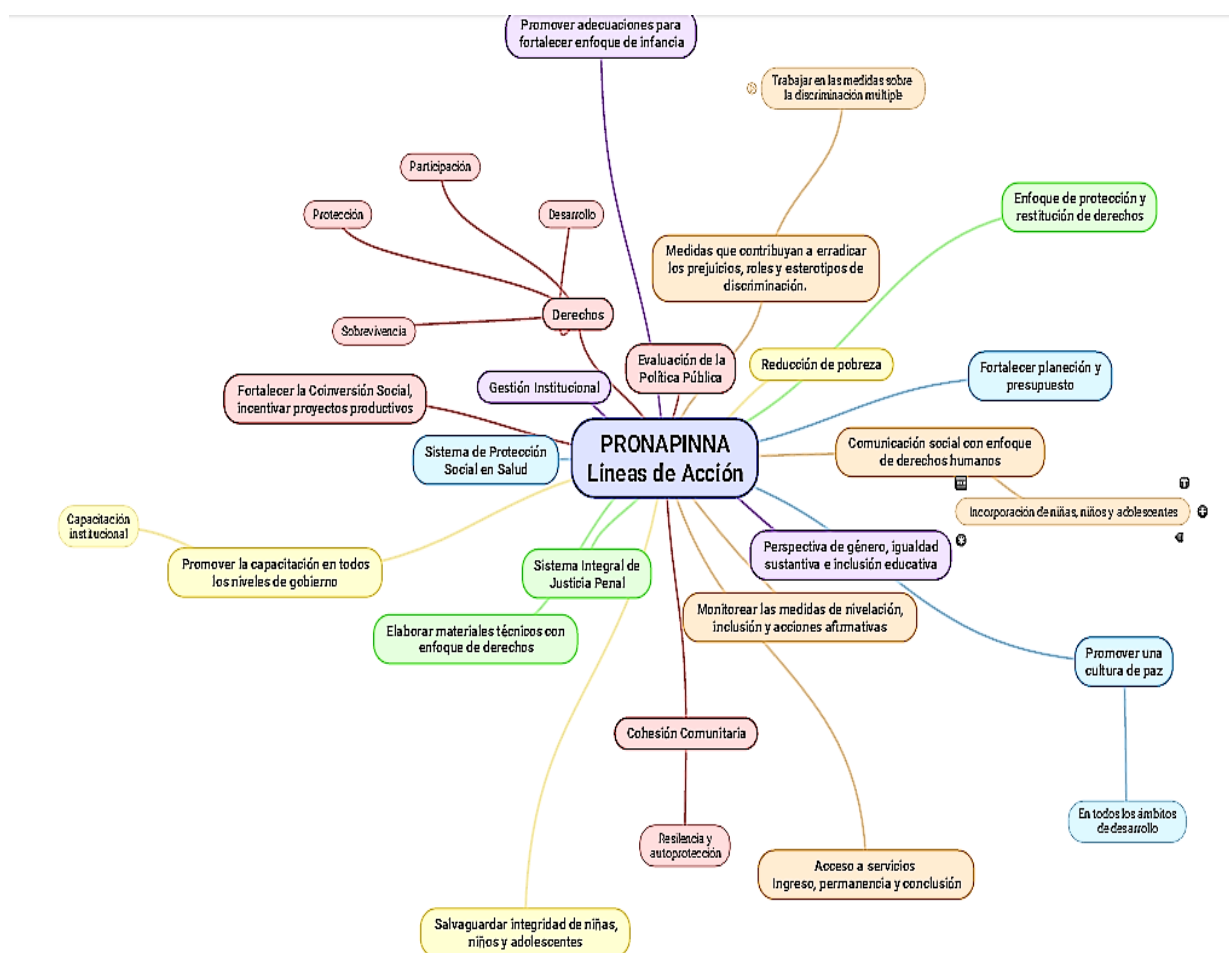 Promover adecuaciones para
fortalecer enfoque de infancia
Trabajar en las medidas sobre
la discriminación múltiple
Participación
Protección
Desarrollo
Enfoque de protección y
restitución de derechos
Medidas que contribuyan a erradicar
los prejuicios, roles y esterotipos de
discriminación.
Derechos
Sobrevivencia
Evaluación de la
Política Pública
Reducción de pobreza
Fortalecer planeción y
presupuesto
Gestión Institucional
Fortalecer la Coinversión Social,
incentivar proyectos productivos
PRONAPINNA
Líneas de Acción
Sistema de Protección
Social en Salud
Comunicación social con enfoque
de derechos humanos
Incorporación de niñas, niños y adolescentes
Capacitación
institucional
Promover la capacitación en todos
los niveles de gobierno
Sistema Integral de
Justicia Penal
Perspectiva de género, igualdad
sustantiva e inclusión educativa
Elaborar materiales técnicos con
enfoque de derechos
Monitorear las medidas de nivelación,
inclusión y acciones afirmativas
Promover una
cultura de paz
Cohesión Comunitaria
En todos los ámbitos
de desarrollo
Resilencia y
autoprotección
Acceso a servicios
Ingreso, permanencia y conclusión
Salvaguardar integridad de niñas,
niños y adolescentes